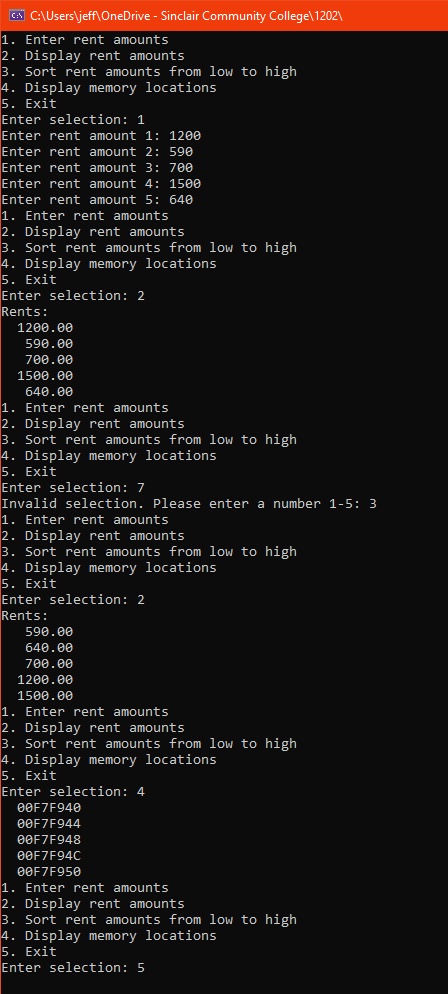 C:\Users\jeff\OneDrive - Sinclair Community College\1202\
1. Enter rent amounts
2. Display rent amounts
3. Sort rent amounts from low to high
4. Display memory locations
5. Exit
Enter selection: 1
Enter rent amount 1: 1200
Enter rent amount 2: 590
Enter rent amount 3: 700
Enter rent amount 4: 1500
Enter rent amount 5: 640
1. Enter rent amounts
2. Display rent amounts
3. Sort rent amounts from low to high
4. Display memory locations
5. Exit
Enter selection: 2
Rents:
  1200.00
   590.00
   700.00
  1500.00
   640.00
1. Enter rent amounts
2. Display rent amounts
3. Sort rent amounts from low to high
4. Display memory locations
5. Exit
Enter selection: 7
Invalid selection. Please enter a number 1-5: 3
1. Enter rent amounts
2. Display rent amounts
3. Sort rent amounts from low to high
4. Display memory locations
5. Exit
Enter selection: 2
Rents:
   590.00
   640.00
   700.00
  1200.00
  1500.00
1. Enter rent amounts
2. Display rent amounts
3. Sort rent amounts from low to high
4. Display memory locations
5. Exit
Enter selection: 4
  00F7F940
  00F7F944
  00F7F948
  00F7F94C
  00F7F950
1. Enter rent amounts
2. Display rent amounts
3. Sort rent amounts from low to high
4. Display memory locations
5. Exit
Enter selection: 5